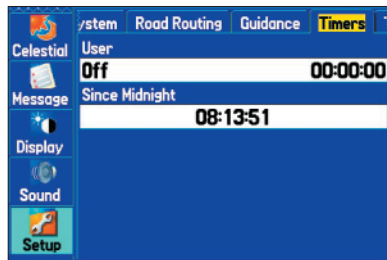 ystem Road Routing Guidance Timers
Celestial
User
Off 00:00:00
Message
Since Midnight
08:13:51
Display
Sound
Setup